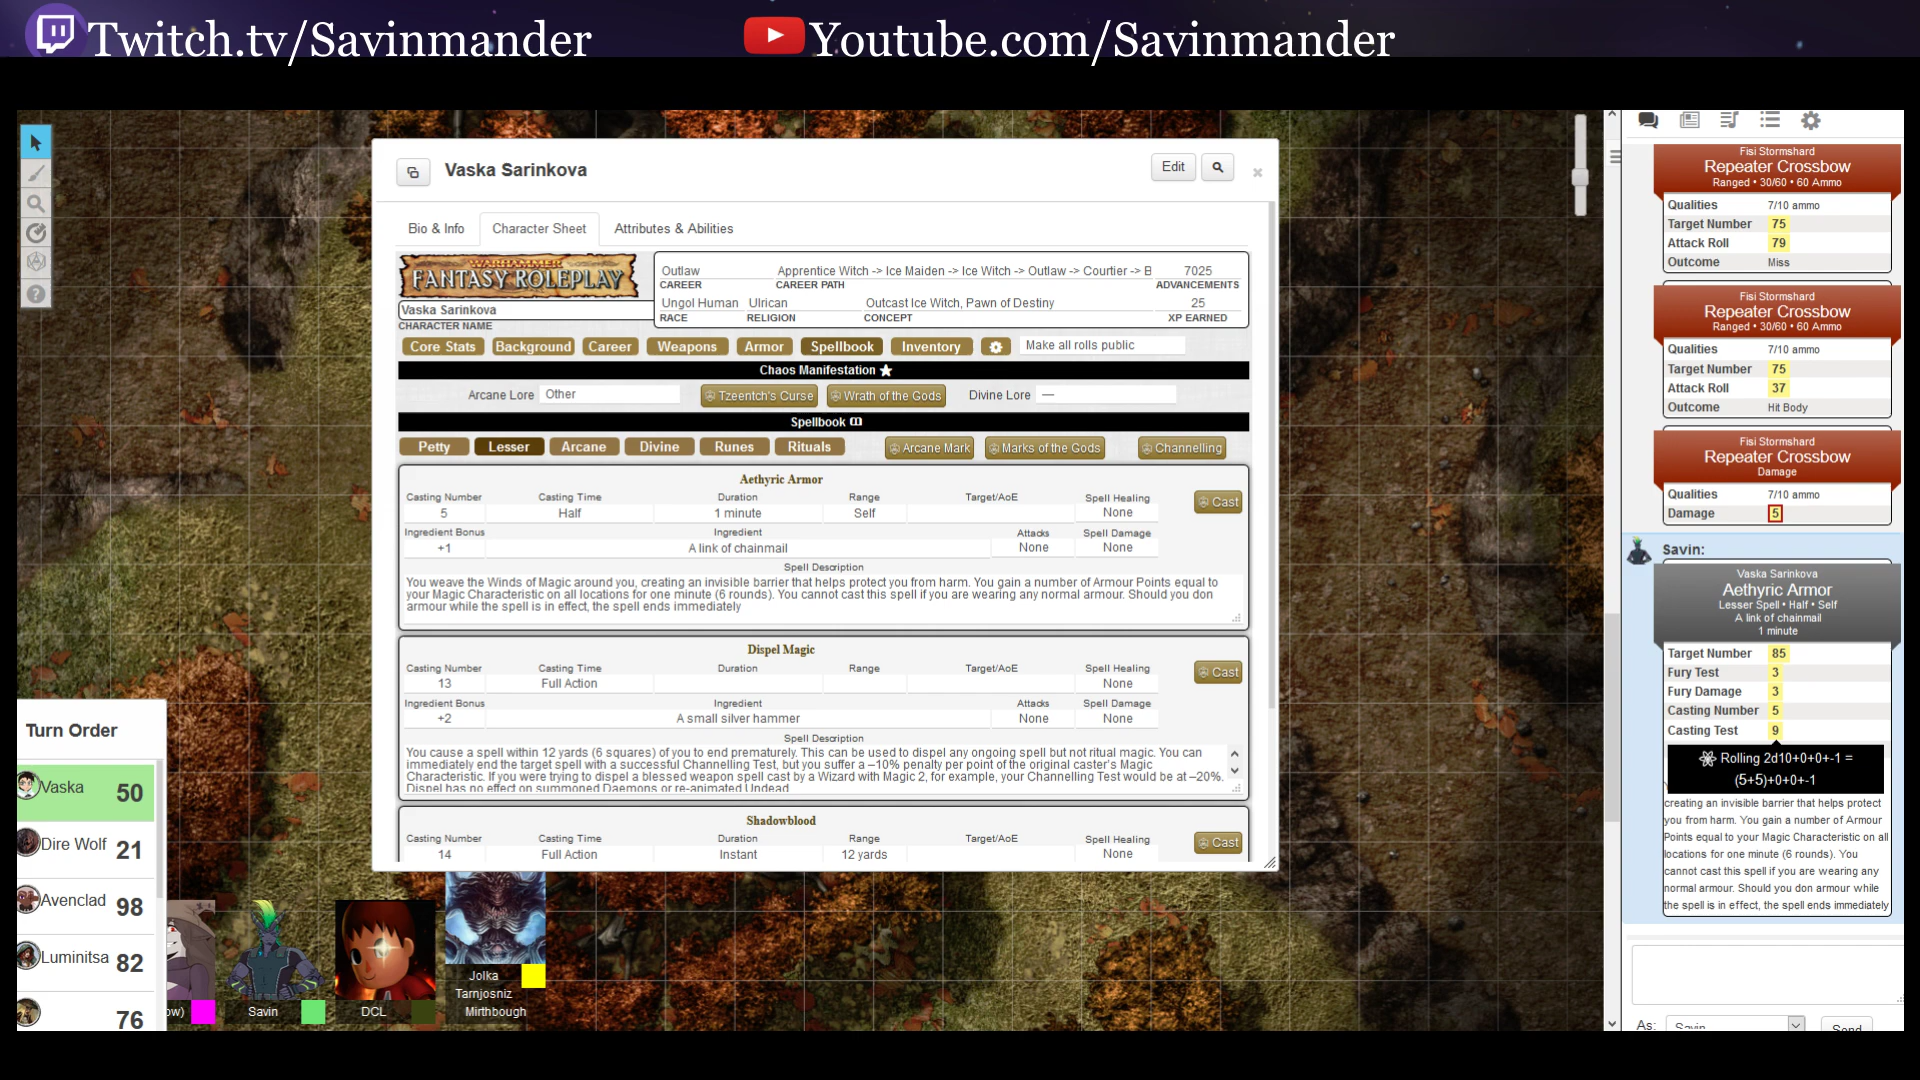 Twitch.tv/Savinmander
Youtube.com/Savinmander
Vaska Sarinkova
Edit
Bio & Info
Character Sheet
Attributes & Abilities
WARHAMMER
FANTASY ROLEPLAY
Outlaw
Apprentice Witch -> Ice Maiden -> Ice Witch -> Outlaw -> Courtier -> B
7025
CAREER
CAREER PATH
ADVANCEMENTS
Ungol Human
Ulrican
Outcast Ice Witch, Pawn of Destiny
25
RACE
RELIGION
CONCEPT
XP EARNED
Vaska Sarinkova
CHARACTER NAME
Core Stats
Background
Career
Weapons
Armor
Spellbook
Inventory
Make all rolls public
Chaos Manifestation
Arcane Lore
Other
Tzeentch's Curse
Wrath of the Gods
Divine Lore
—
Spellbook
Petty
Lesser
Arcane
Divine
Runes
Rituals
Arcane Mark
Marks of the Gods
Channelling
Aethyric Armor
Casting Number
Casting Time
Duration
Range
Target/AoE
Spell Healing
Cast
5
Half
1 minute
Self
None
Ingredient Bonus
Ingredient
Attacks
Spell Damage
+1
A link of chainmail
None
None
Spell Description
You weave the Winds of Magic around you, creating an invisible barrier that helps protect you from harm. You gain a number of Armour Points equal to
your Magic Characteristic on all locations for one minute (6 rounds). You cannot cast this spell if you are wearing any normal armour. Should you don
armour while the spell is in effect, the spell ends immediately
Dispel Magic
Casting Number
Casting Time
Duration
Range
Target/AoE
Spell Healing
Cast
13
Full Action
None
Ingredient Bonus
Ingredient
Attacks
Spell Damage
+2
A small silver hammer
None
None
Spell Description
You cause a spell within 12 yards (6 squares) of you to end prematurely. This can be used to dispel any ongoing spell but not ritual magic. You can
immediately end the target spell with a successful Channelling Test, but you suffer a –10% penalty per point of the original caster's Magic
Characteristic. If you were trying to dispel a blessed weapon spell cast by a Wizard with Magic 2, for example, your Channelling Test would be at –20%.
Dispel has no effect on summoned Daemons or re-animated Undead
Shadowblood
Casting Number
Casting Time
Duration
Range
Target/AoE
Spell Healing
Cast
14
Full Action
Instant
12 yards
None
Turn Order
Vaska
50
Dire Wolf
21
Avenclad
98
Luminitsa
82
76
ow)
Savin
DCL
Jolka
Tarnjosniz
Mirthbough
Fisi Stormshard
Repeater Crossbow
Ranged • 30/60 • 60 Ammo
Qualities
7/10 ammo
Target Number
75
Attack Roll
79
Outcome
Miss
Fisi Stormshard
Repeater Crossbow
Ranged • 30/60 • 60 Ammo
Qualities
7/10 ammo
Target Number
75
Attack Roll
37
Outcome
Hit Body
Fisi Stormshard
Repeater Crossbow
Damage
Qualities
7/10 ammo
Damage
5
Savin:
Vaska Sarinkova
Aethyric Armor
Lesser Spell • Half • Self
A link of chainmail
1 minute
Target Number
85
Fury Test
3
Fury Damage
3
Casting Number
5
Casting Test
9
Rolling 2d10+0+0+-1 =
(5+5)+0+0+-1
creating an invisible barrier that helps protect
you from harm. You gain a number of Armour
Points equal to your Magic Characteristic on all
locations for one minute (6 rounds). You
cannot cast this spell if you are wearing any
normal armour. Should you don armour while
the spell is in effect, the spell ends immediately
As:
Savin
Send